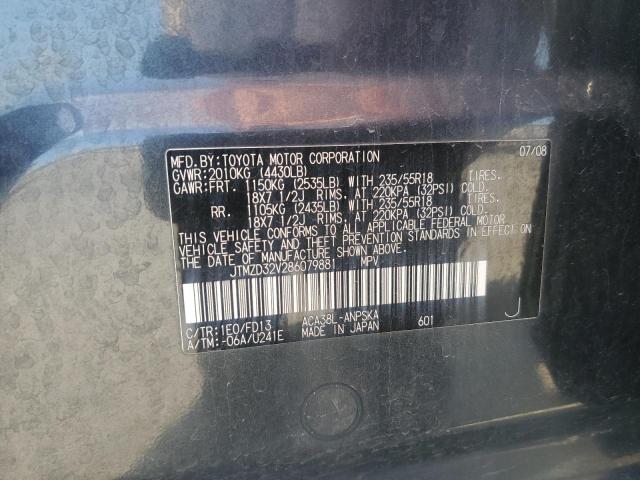 MFD.BY:TOYOTA MOTOR CORPORATION 07/08
GVWR:2010KG (4430LB)
GAWR:FRT. 1150KG (2535LB) WITH 235/55R18 TIRES.
18X7 1/2J RIMS, AT 220KPA (32PSI) COLD.
RR. 1105KG (2435LB) WITH 235/55R18 TIRES.
18X7 1/2J RIMS, AT 220KPA (32PSI) COLD.
THIS VEHICLE CONFORMS TO ALL APPLICABLE FEDERAL MOTOR
VEHICLE SAFETY AND THEFT PREVENTION STANDARDS IN EFFECT ON
THE DATE OF MANUFACTURE SHOWN ABOVE.
JTMZD32V286079881 MPV
C/TR:1E0/FD13 ACA38L-ANPSKA
A/TM:-06A/U241E MADE IN JAPAN 601 J